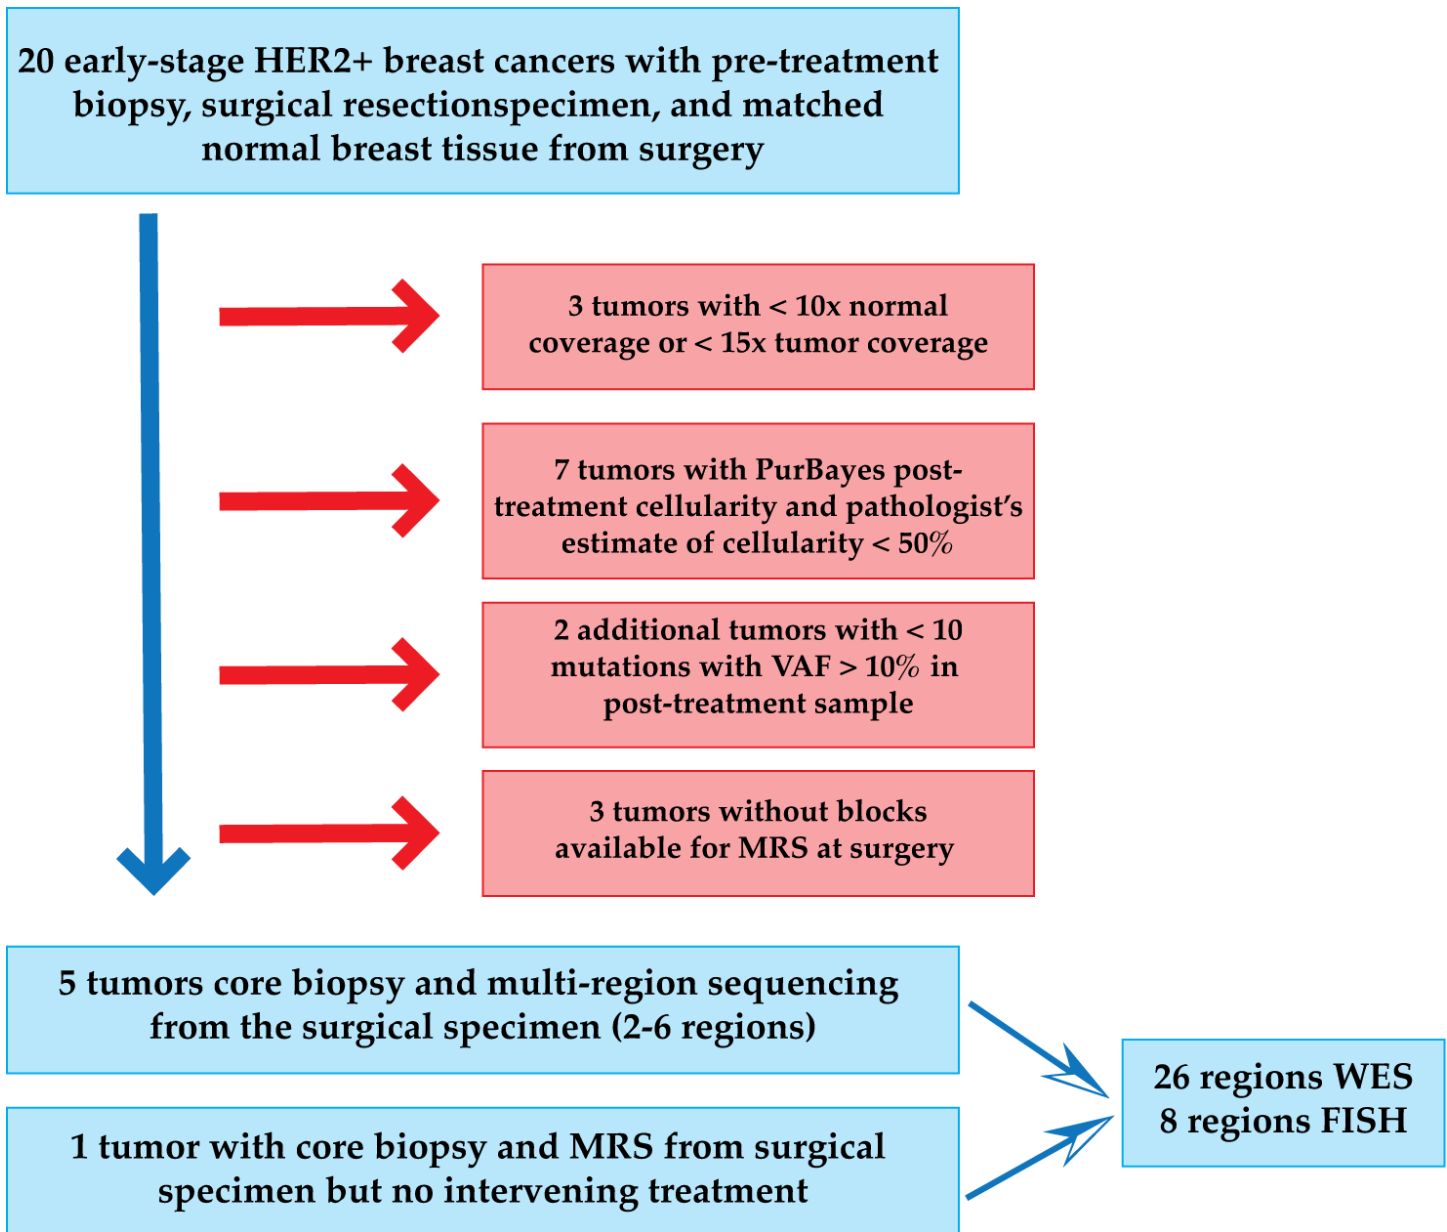 20 early-stage HER2+ breast cancers with pre-treatment
biopsy, surgical resectionspecimen, and matched
normal breast tissue from surgery
3 tumors with < 10x normal
coverage or < 15x tumor coverage
7 tumors with PurBayes post-
treatment cellularity and pathologist’s
estimate of cellularity < 50%
2 additional tumors with < 10
mutations with VAF > 10% in
post-treatment sample
3 tumors without blocks
available for MRS at surgery
5 tumors core biopsy and multi-region sequencing
from the surgical specimen (2-6 regions)
1 tumor with core biopsy and MRS from surgical
specimen but no intervening treatment
26 regions WES
8 regions FISH